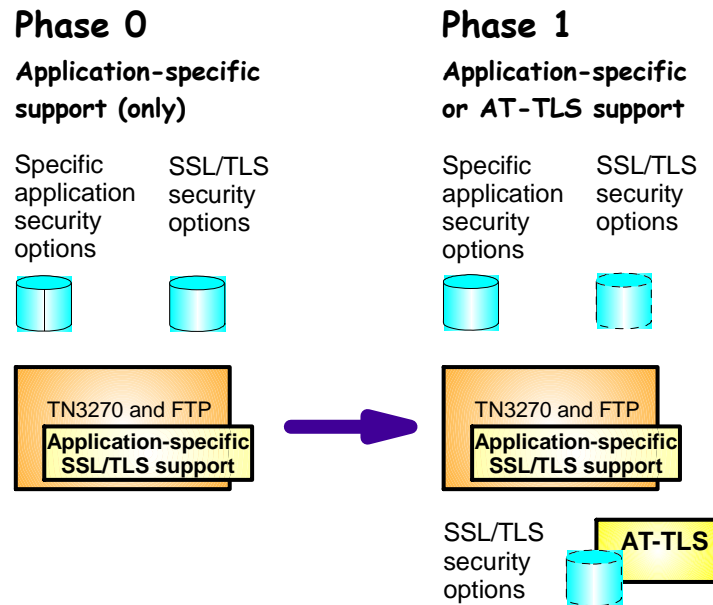 Phase 0
Application-specific
support (only)
Specific
application
security
options
SSL/TLS
security
options
TN3270 and FTP
Application-specific
SSL/TLS support
Phase 1
Application-specific
or AT-TLS support
Specific
application
security
options
SSL/TLS
security
options
TN3270 and FTP
Application-specific
SSL/TLS support
SSL/TLS
security
options
AT-TLS